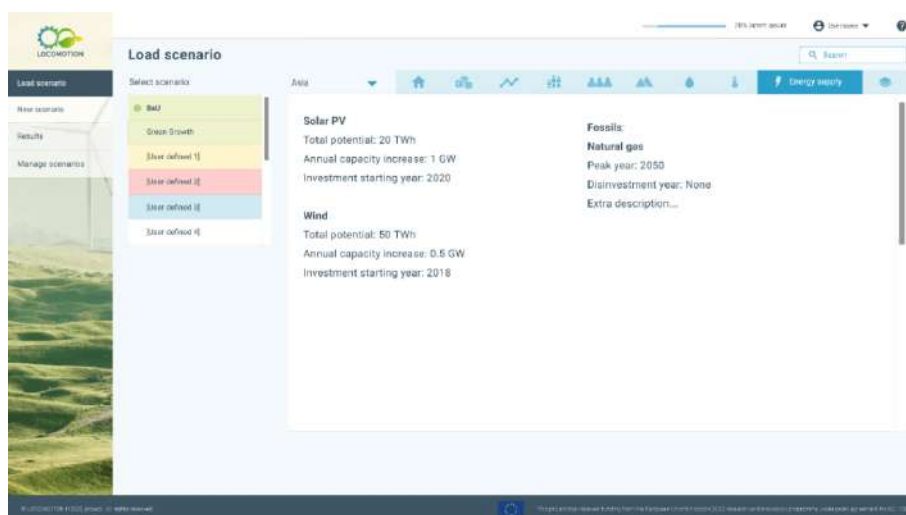 Username
LOCOMOTION
Load scenario
Search
Load scenario
New scenario
Results
Manage scenarios
Select scenario
BaU
Green Growth
[User defined 1]
[User defined 2]
[User defined 3]
[User defined 4]
Asia
Energy supply
Solar PV
Total potential: 20 TWh
Annual capacity increase: 1 GW
Investment starting year: 2020
Wind
Total potential: 50 TWh
Annual capacity increase: 0.5 GW
Investment starting year: 2018
Fossils:
Natural gas
Peak year: 2050
Disinvestment year: None
Extra description...